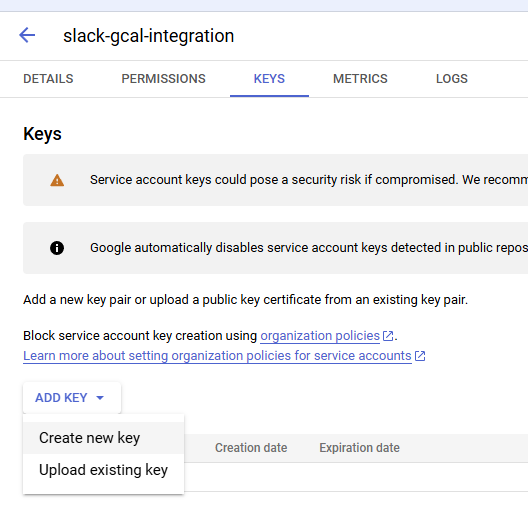 slack-gcal-integration
DETAILS PERMISSIONS KEYS METRICS LOGS
Keys
Service account keys could pose a security risk if compromised. We recomm
Google automatically disables service account keys detected in public repos
Add a new key pair or upload a public key certificate from an existing key pair.
Block service account key creation using organization policies.
Learn more about setting organization policies for service accounts
ADD KEY
Create new key
Upload existing key
Creation date Expiration date